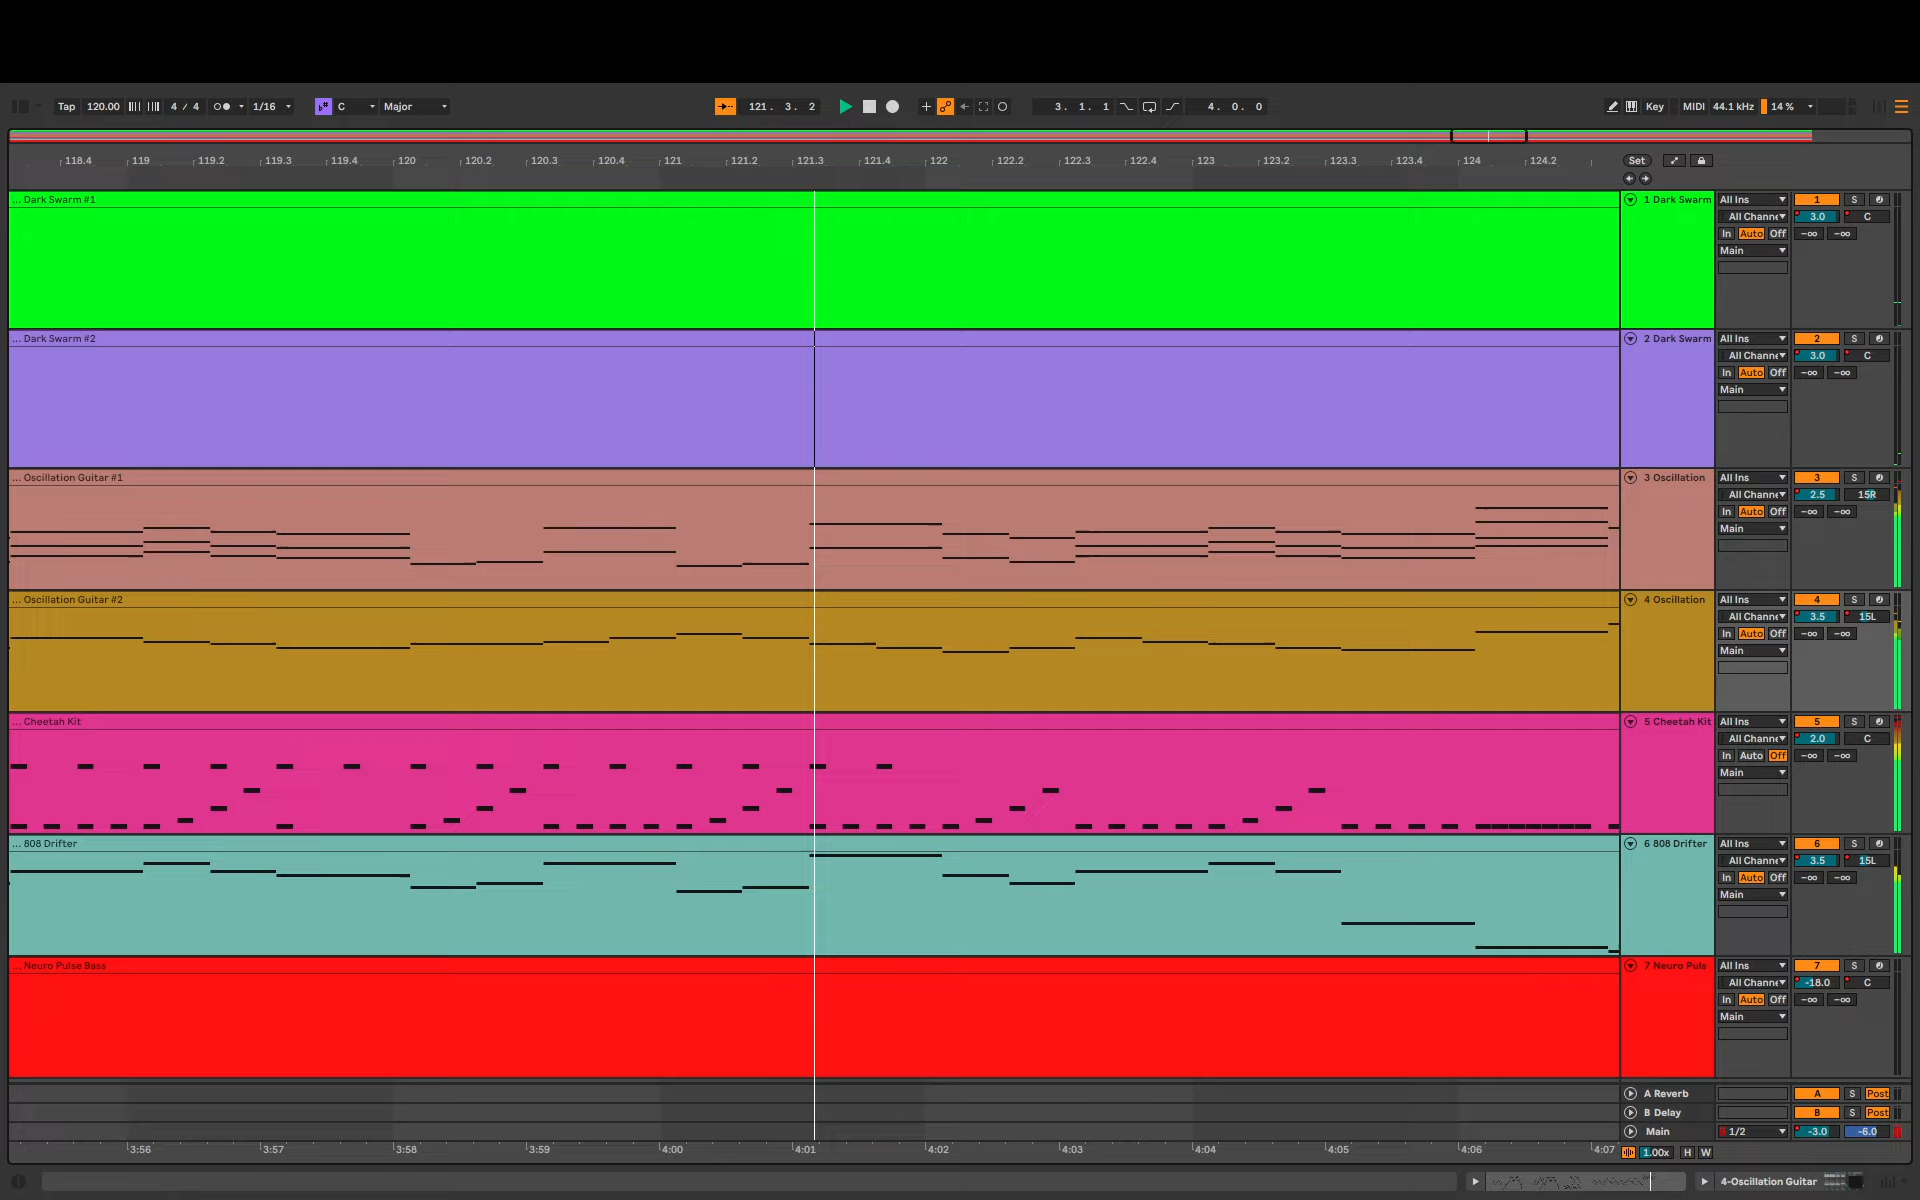 Tap 120.00 4 / 4 1/16 C Major 121. 3. 2 3. 1. 1 4. 0. 0 Key MIDI 44.1 kHz 14 %
118.4 119 119.2 119.3 119.4 120 120.2 120.3 120.4 121 121.2 121.3 121.4 122 122.2 122.3 122.4 123 123.2 123.3 123.4 124 124.2 Set
... Dark Swarm #1 1 Dark Swarm All Ins 1 S
All Channe 3.0 C
In Auto Off -∞ -∞
Main
... Dark Swarm #2 2 Dark Swarm All Ins 2 S
All Channe 3.0 C
In Auto Off -∞ -∞
Main
... Oscillation Guitar #1 3 Oscillation All Ins 3 S
All Channe 2.5 15R
In Auto Off -∞ -∞
Main
... Oscillation Guitar #2 4 Oscillation All Ins 4 S
All Channe 3.5 15L
In Auto Off -∞ -∞
Main
... Cheetah Kit 5 Cheetah Kit All Ins 5 S
All Channe 2.0 C
In Auto Off -∞ -∞
Main
... 808 Drifter 6 808 Drifter All Ins 6 S
All Channe 3.5 15L
In Auto Off -∞ -∞
Main
... Neuro Pulse Bass 7 Neuro Puls All Ins 7 S
All Channe -18.0 C
In Auto Off -∞ -∞
Main
A Reverb A S Post
B Delay B S Post
Main 1/2 -3.0 -6.0
3:56 3:57 3:58 3:59 4:00 4:01 4:02 4:03 4:04 4:05 4:06 4:07 1.00x H W
4-Oscillation Guitar